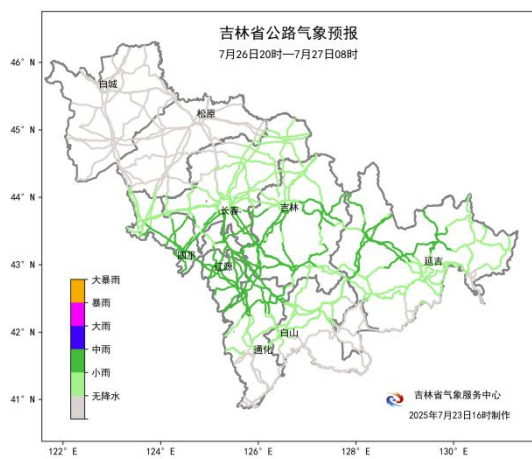 吉林省公路气象预报
7月26日20时—7月27日08时
46° N
白城
松原
45° N
44° N
长春
吉林
43° N
四平
辽源
延吉
大暴雨
暴雨
大雨
中雨
小雨
无降水
42° N
白山
通化
41° N
吉林省气象服务中心
2025年7月23日16时制作
122° E
124° E
126° E
128° E
130° E